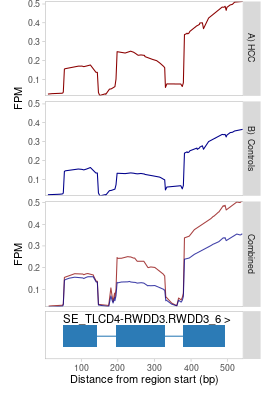 0.5
0.4
0.3
0.2
0.1
FPM
A) HCC
0.5
0.4
0.3
0.2
0.1
FPM
B) Controls
0.5
0.4
0.3
0.2
0.1
FPM
Combined
SE_TLCD4-RWDD3.RWDD3_6 >
100 200 300 400 500
Distance from region start (bp)